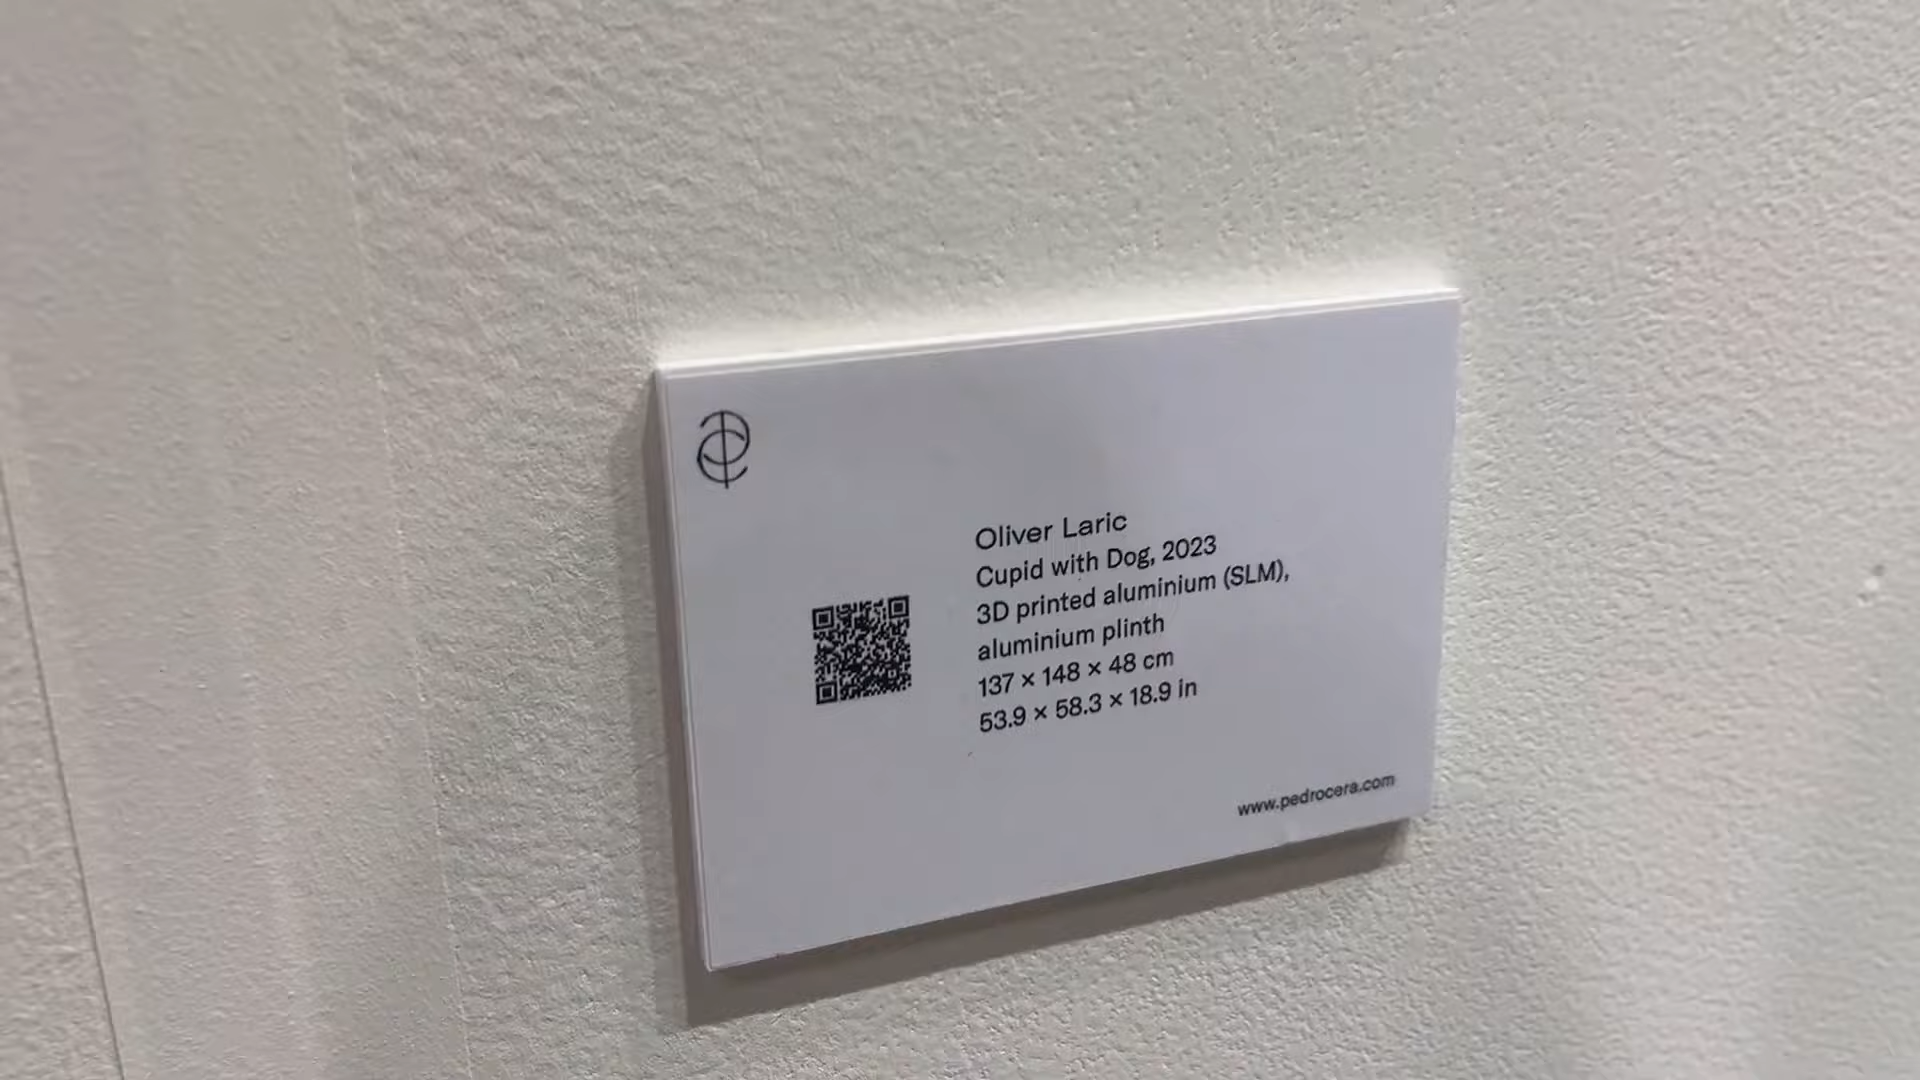 Oliver Laric
Cupid with Dog, 2023
3D printed aluminium (SLM),
aluminium plinth
137 × 148 × 48 cm
53.9 × 58.3 × 18.9 in
www.pedrocera.com